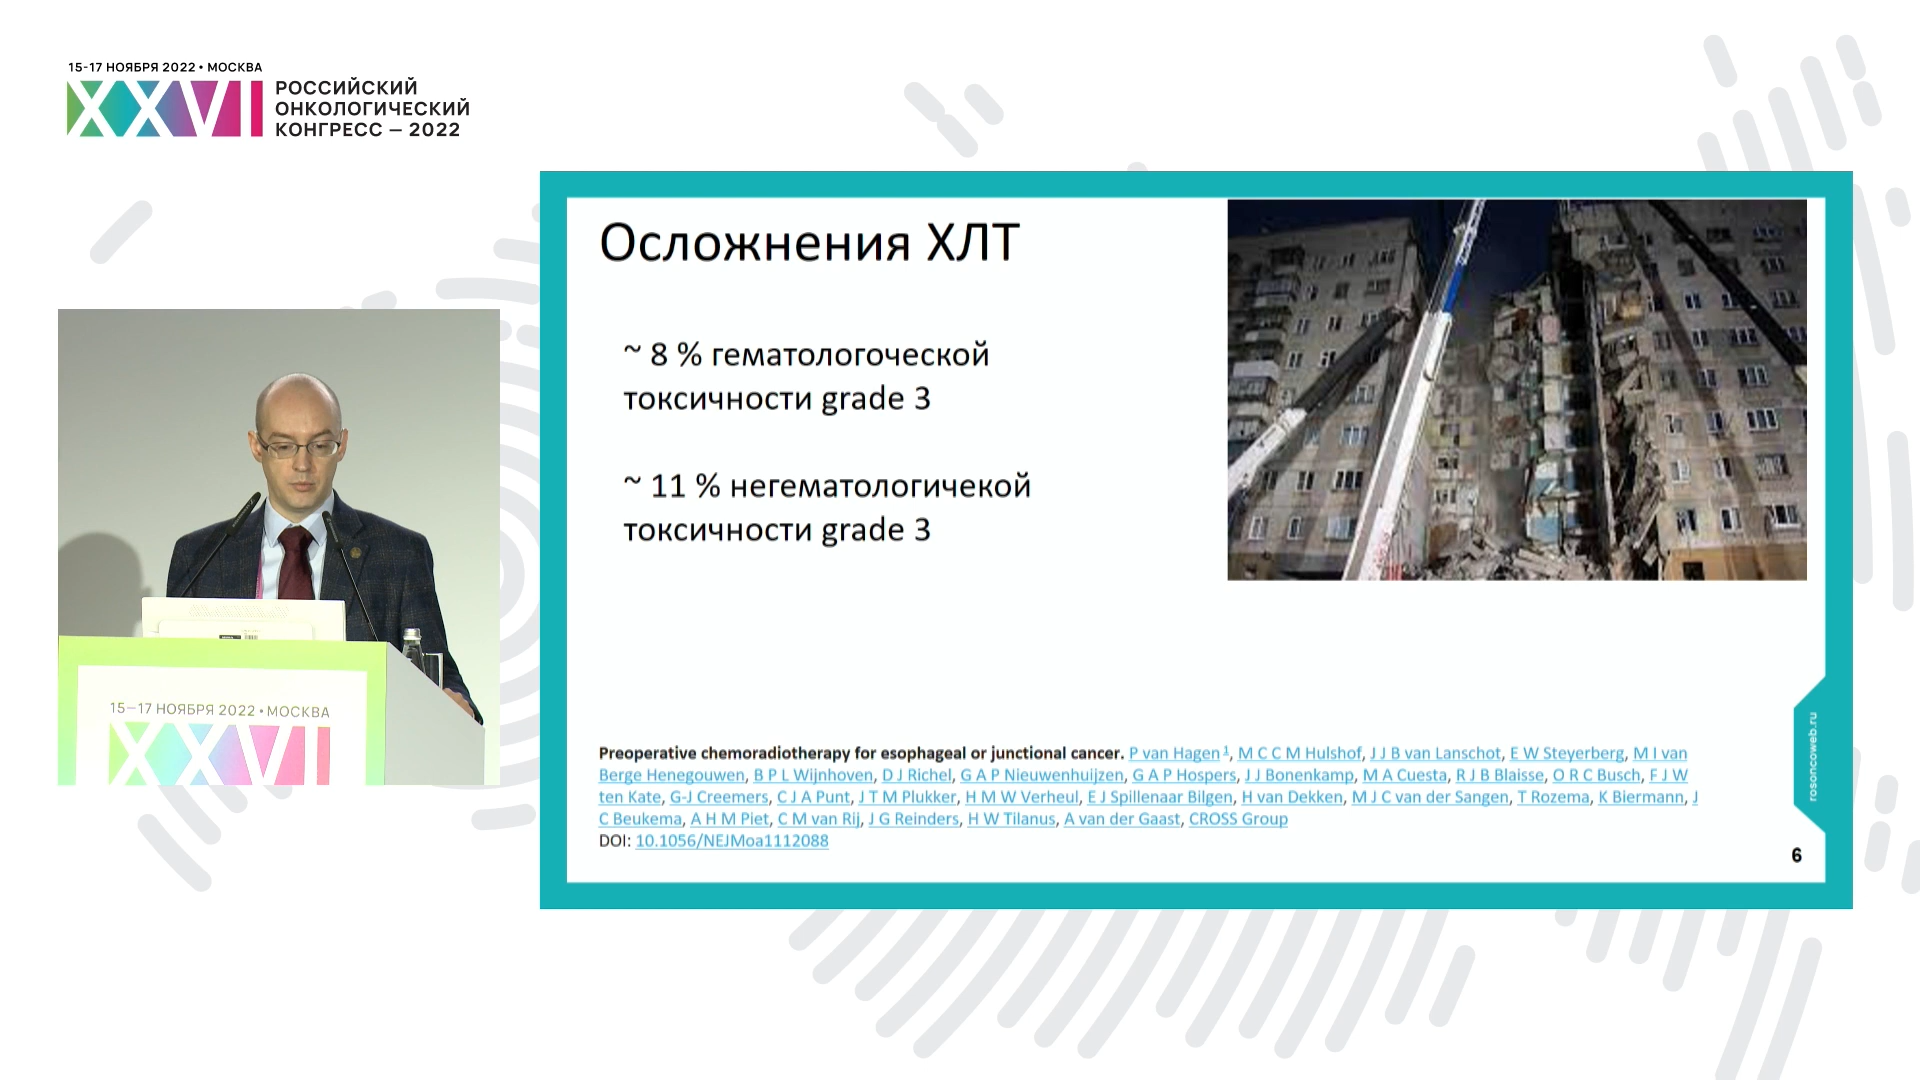 15-17 НОЯБРЯ 2022 • МОСКВА
XXVI
РОССИЙСКИЙ
ОНКОЛОГИЧЕСКИЙ
КОНГРЕСС – 2022
Осложнения ХЛТ
~ 8 % гематологоческой
токсичности grade 3
~ 11 % негематологичекой
токсичности grade 3
Preoperative chemoradiotherapy for esophageal or junctional cancer. P van Hagen 1, M C C M Hulshof, J J B van Lanschot, E W Steyerberg, M I van
Berge Henegouwen, B P L Wijnhoven, D J Richel, G A P Nieuwenhuijzen, G A P Hospers, J J Bonenkamp, M A Cuesta, R J B Blaisse, O R C Busch, F J W
ten Kate, G-J Creemers, C J A Punt, J T M Plukker, H M W Verheul, E J Spillenaar Bilgen, H van Dekken, M J C van der Sangen, T Rozema, K Biermann, J
C Beukema, A H M Piet, C M van Rij, J G Reinders, H W Tilanus, A van der Gaast, CROSS Group
DOI: 10.1056/NEJMoa1112088
rosoncoweb.ru
6
15–17 НОЯБРЯ 2022 • МОСКВА
XXVI